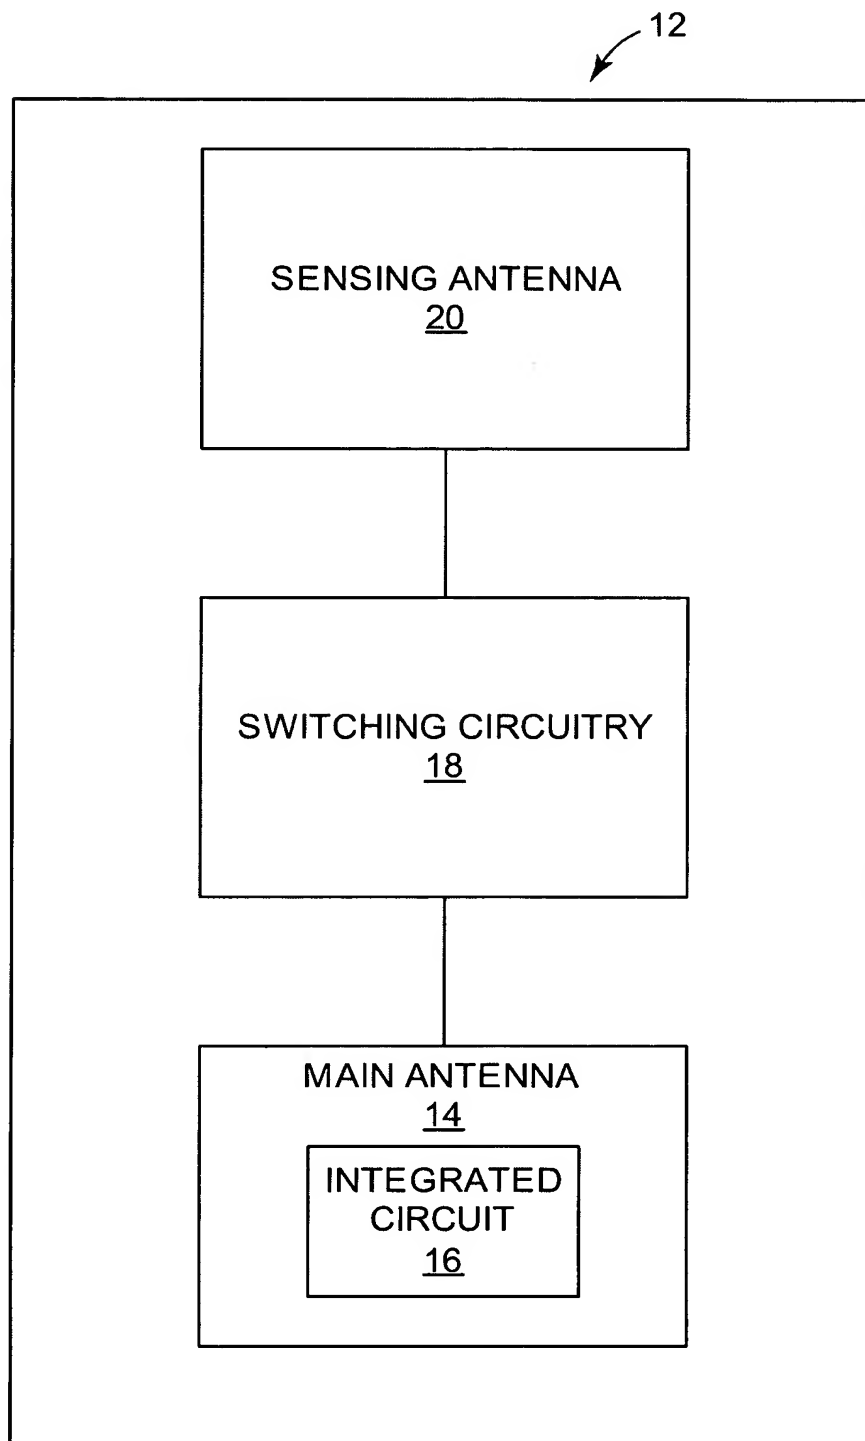 12
SENSING ANTENNA
20
SWITCHING CIRCUITRY
18
MAIN ANTENNA
14
INTEGRATED
CIRCUIT
16